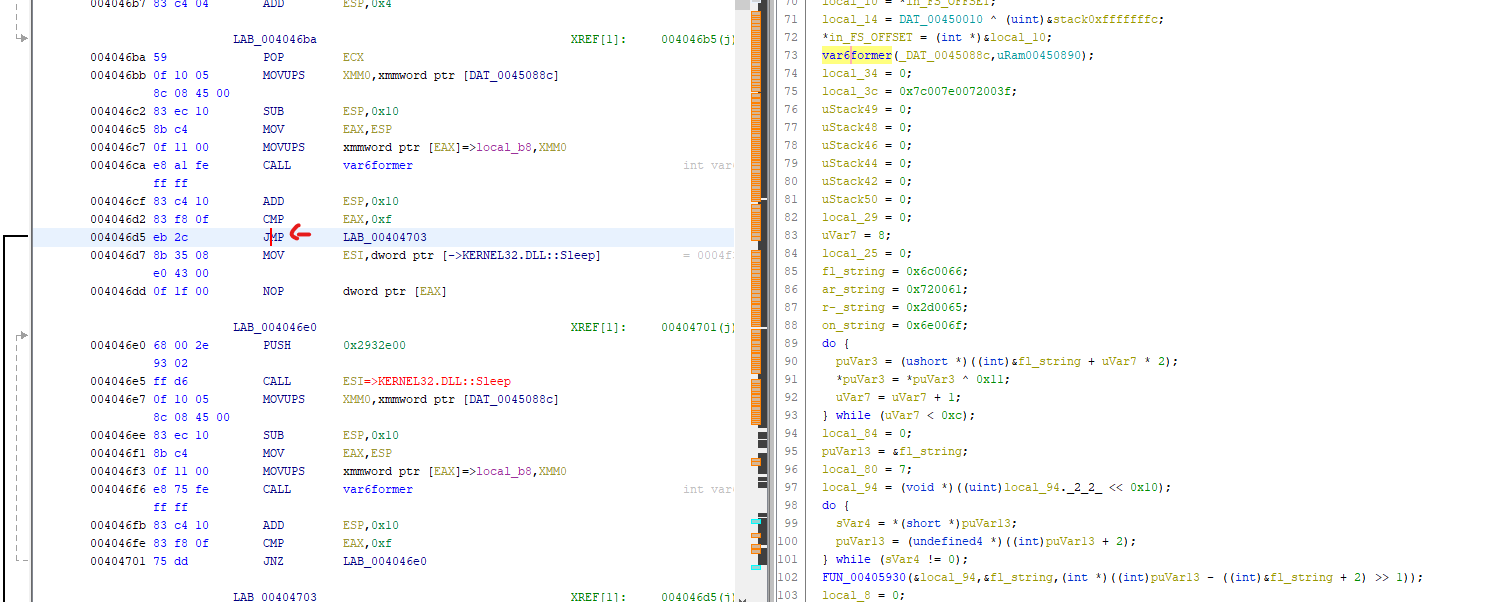 004046b7 83 c4 04 ADD ESP,0x4
LAB_004046ba XREF[1]: 004046b5(j)
004046ba 59 POP ECX
004046bb 0f 10 05 MOVUPS XMM0,xmmword ptr [DAT_0045088c]
8c 08 45 00
004046c2 83 ec 10 SUB ESP,0x10
004046c5 8b c4 MOV EAX,ESP
004046c7 0f 11 00 MOVUPS xmmword ptr [EAX]=>local_b8,XMM0
004046ca e8 a1 fe CALL var6former int var
ff ff
004046cf 83 c4 10 ADD ESP,0x10
004046d2 83 f8 0f CMP EAX,0xf
004046d5 eb 2c JMP LAB_00404703
004046d7 8b 35 08 MOV ESI,dword ptr [->KERNEL32.DLL::Sleep] = 0004f
e0 43 00
004046dd 0f 1f 00 NOP dword ptr [EAX]
LAB_004046e0 XREF[1]: 00404701(j)
004046e0 68 00 2e PUSH 0x2932e00
93 02
004046e5 ff d6 CALL ESI=>KERNEL32.DLL::Sleep
004046e7 0f 10 05 MOVUPS XMM0,xmmword ptr [DAT_0045088c]
8c 08 45 00
004046ee 83 ec 10 SUB ESP,0x10
004046f1 8b c4 MOV EAX,ESP
004046f3 0f 11 00 MOVUPS xmmword ptr [EAX]=>local_b8,XMM0
004046f6 e8 75 fe CALL var6former int var
ff ff
004046fb 83 c4 10 ADD ESP,0x10
004046fe 83 f8 0f CMP EAX,0xf
00404701 75 dd JNZ LAB_004046e0
LAB_00404703 XREF[1]: 004046d5(j)
70 local_10 = *in_FS_OFFSET;
71 local_14 = DAT_00450010 ^ (uint)&stack0xfffffffc;
72 *in_FS_OFFSET = (int *)&local_10;
73 var6former(_DAT_0045088c,uRam00450890);
74 local_34 = 0;
75 local_3c = 0x7c007e0072003f;
76 uStack49 = 0;
77 uStack48 = 0;
78 uStack46 = 0;
79 uStack44 = 0;
80 uStack42 = 0;
81 uStack50 = 0;
82 local_29 = 0;
83 uVar7 = 8;
84 local_25 = 0;
85 fl_string = 0x6c0066;
86 ar_string = 0x720061;
87 r-_string = 0x2d0065;
88 on_string = 0x6e006f;
89 do {
90 puVar3 = (ushort *)((int)&fl_string + uVar7 * 2);
91 *puVar3 = *puVar3 ^ 0x11;
92 uVar7 = uVar7 + 1;
93 } while (uVar7 < 0xc);
94 local_84 = 0;
95 puVar13 = &fl_string;
96 local_80 = 7;
97 local_94 = (void *)((uint)local_94._2_2_ << 0x10);
98 do {
99 sVar4 = *(short *)puVar13;
100 puVar13 = (undefined4 *)((int)puVar13 + 2);
101 } while (sVar4 != 0);
102 FUN_00405930(&local_94,&fl_string,(int *)((int)puVar13 - ((int)&fl_string + 2) >> 1));
103 local_8 = 0;